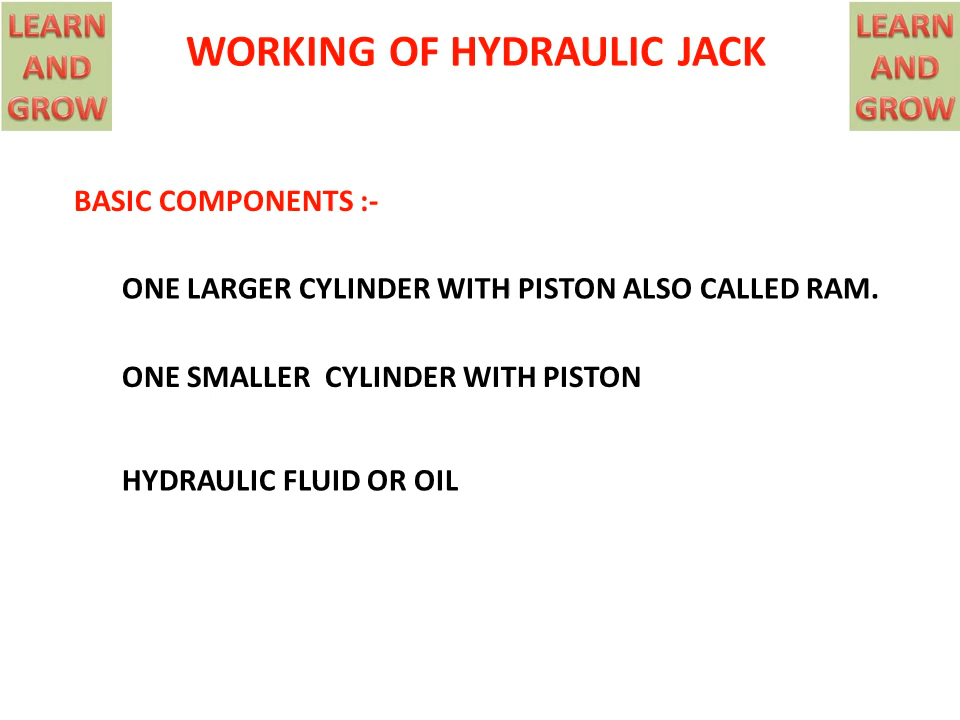 LEARN
AND
GROW
WORKING OF HYDRAULIC JACK
LEARN
AND
GROW
BASIC COMPONENTS :-
ONE LARGER CYLINDER WITH PISTON ALSO CALLED RAM.
ONE SMALLER  CYLINDER WITH PISTON
HYDRAULIC FLUID OR OIL